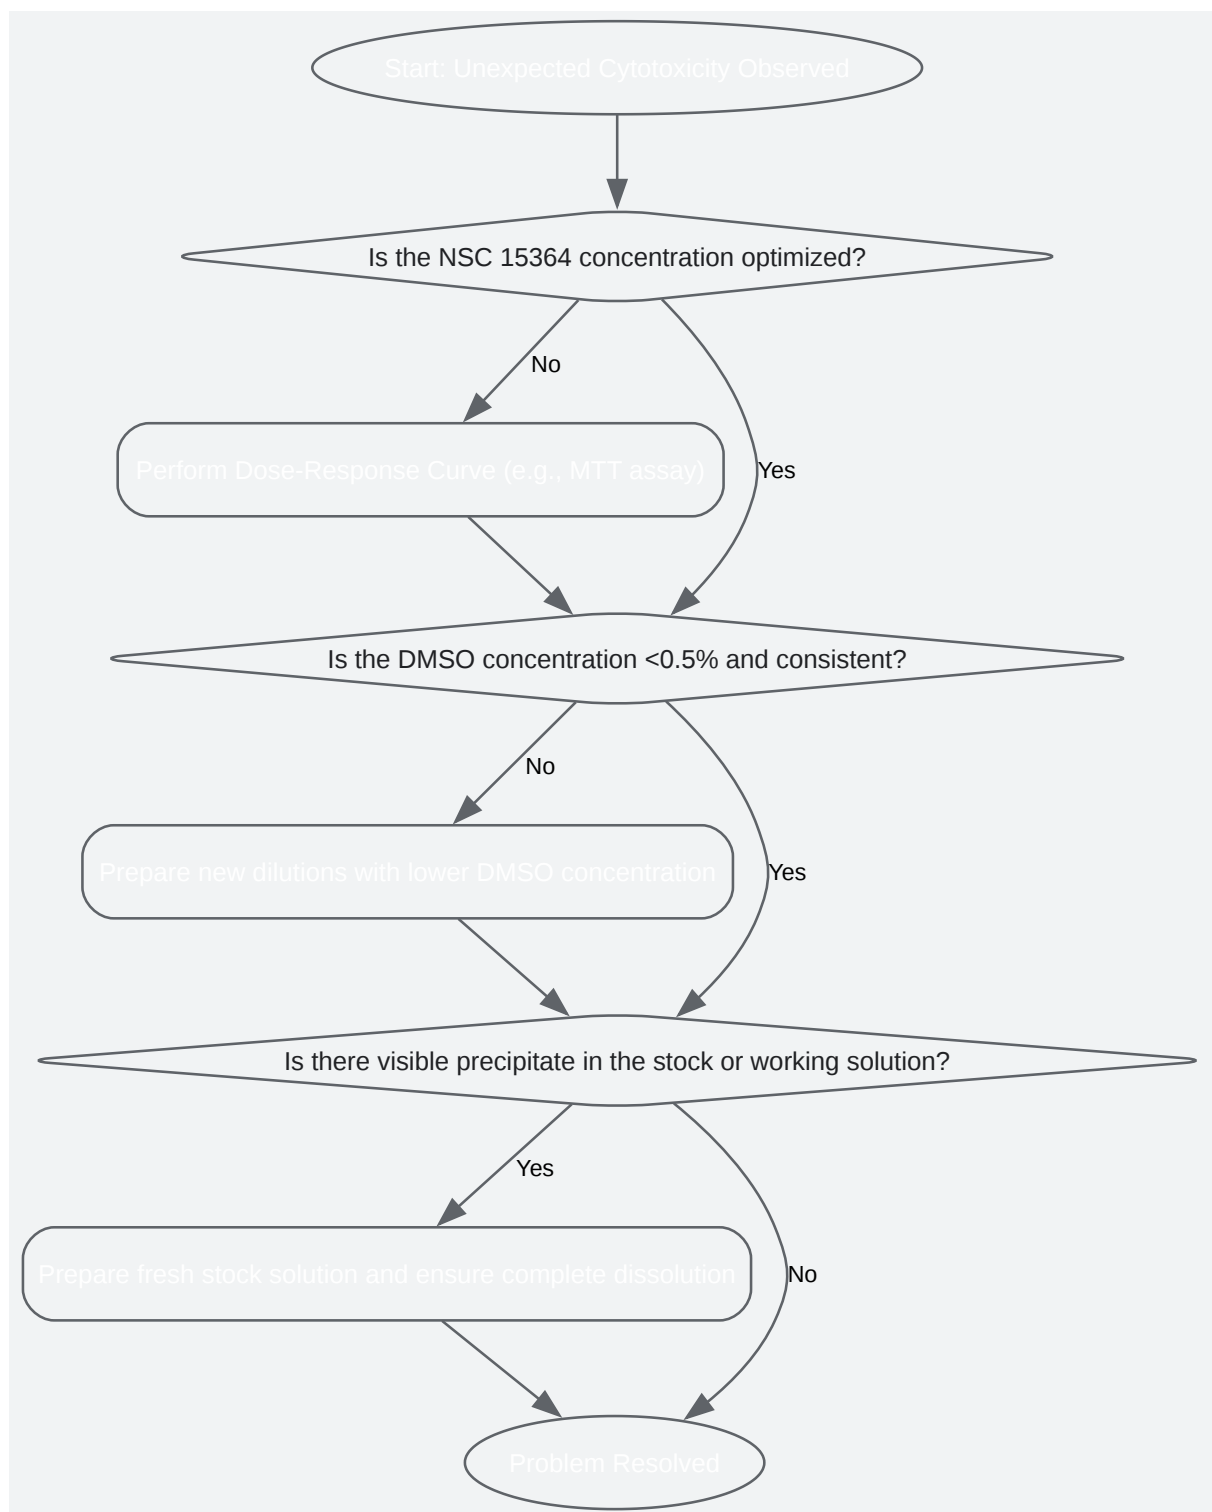 Start: Unexpected Cytotoxicity Observed
Is the NSC 15364 concentration optimized?
No
Perform Dose-Response Curve (e.g., MTT assay)
Yes
Is the DMSO concentration <0.5% and consistent?
No
Prepare new dilutions with lower DMSO concentration
Yes
Is there visible precipitate in the stock or working solution?
Yes
Prepare fresh stock solution and ensure complete dissolution
No
Problem Resolved